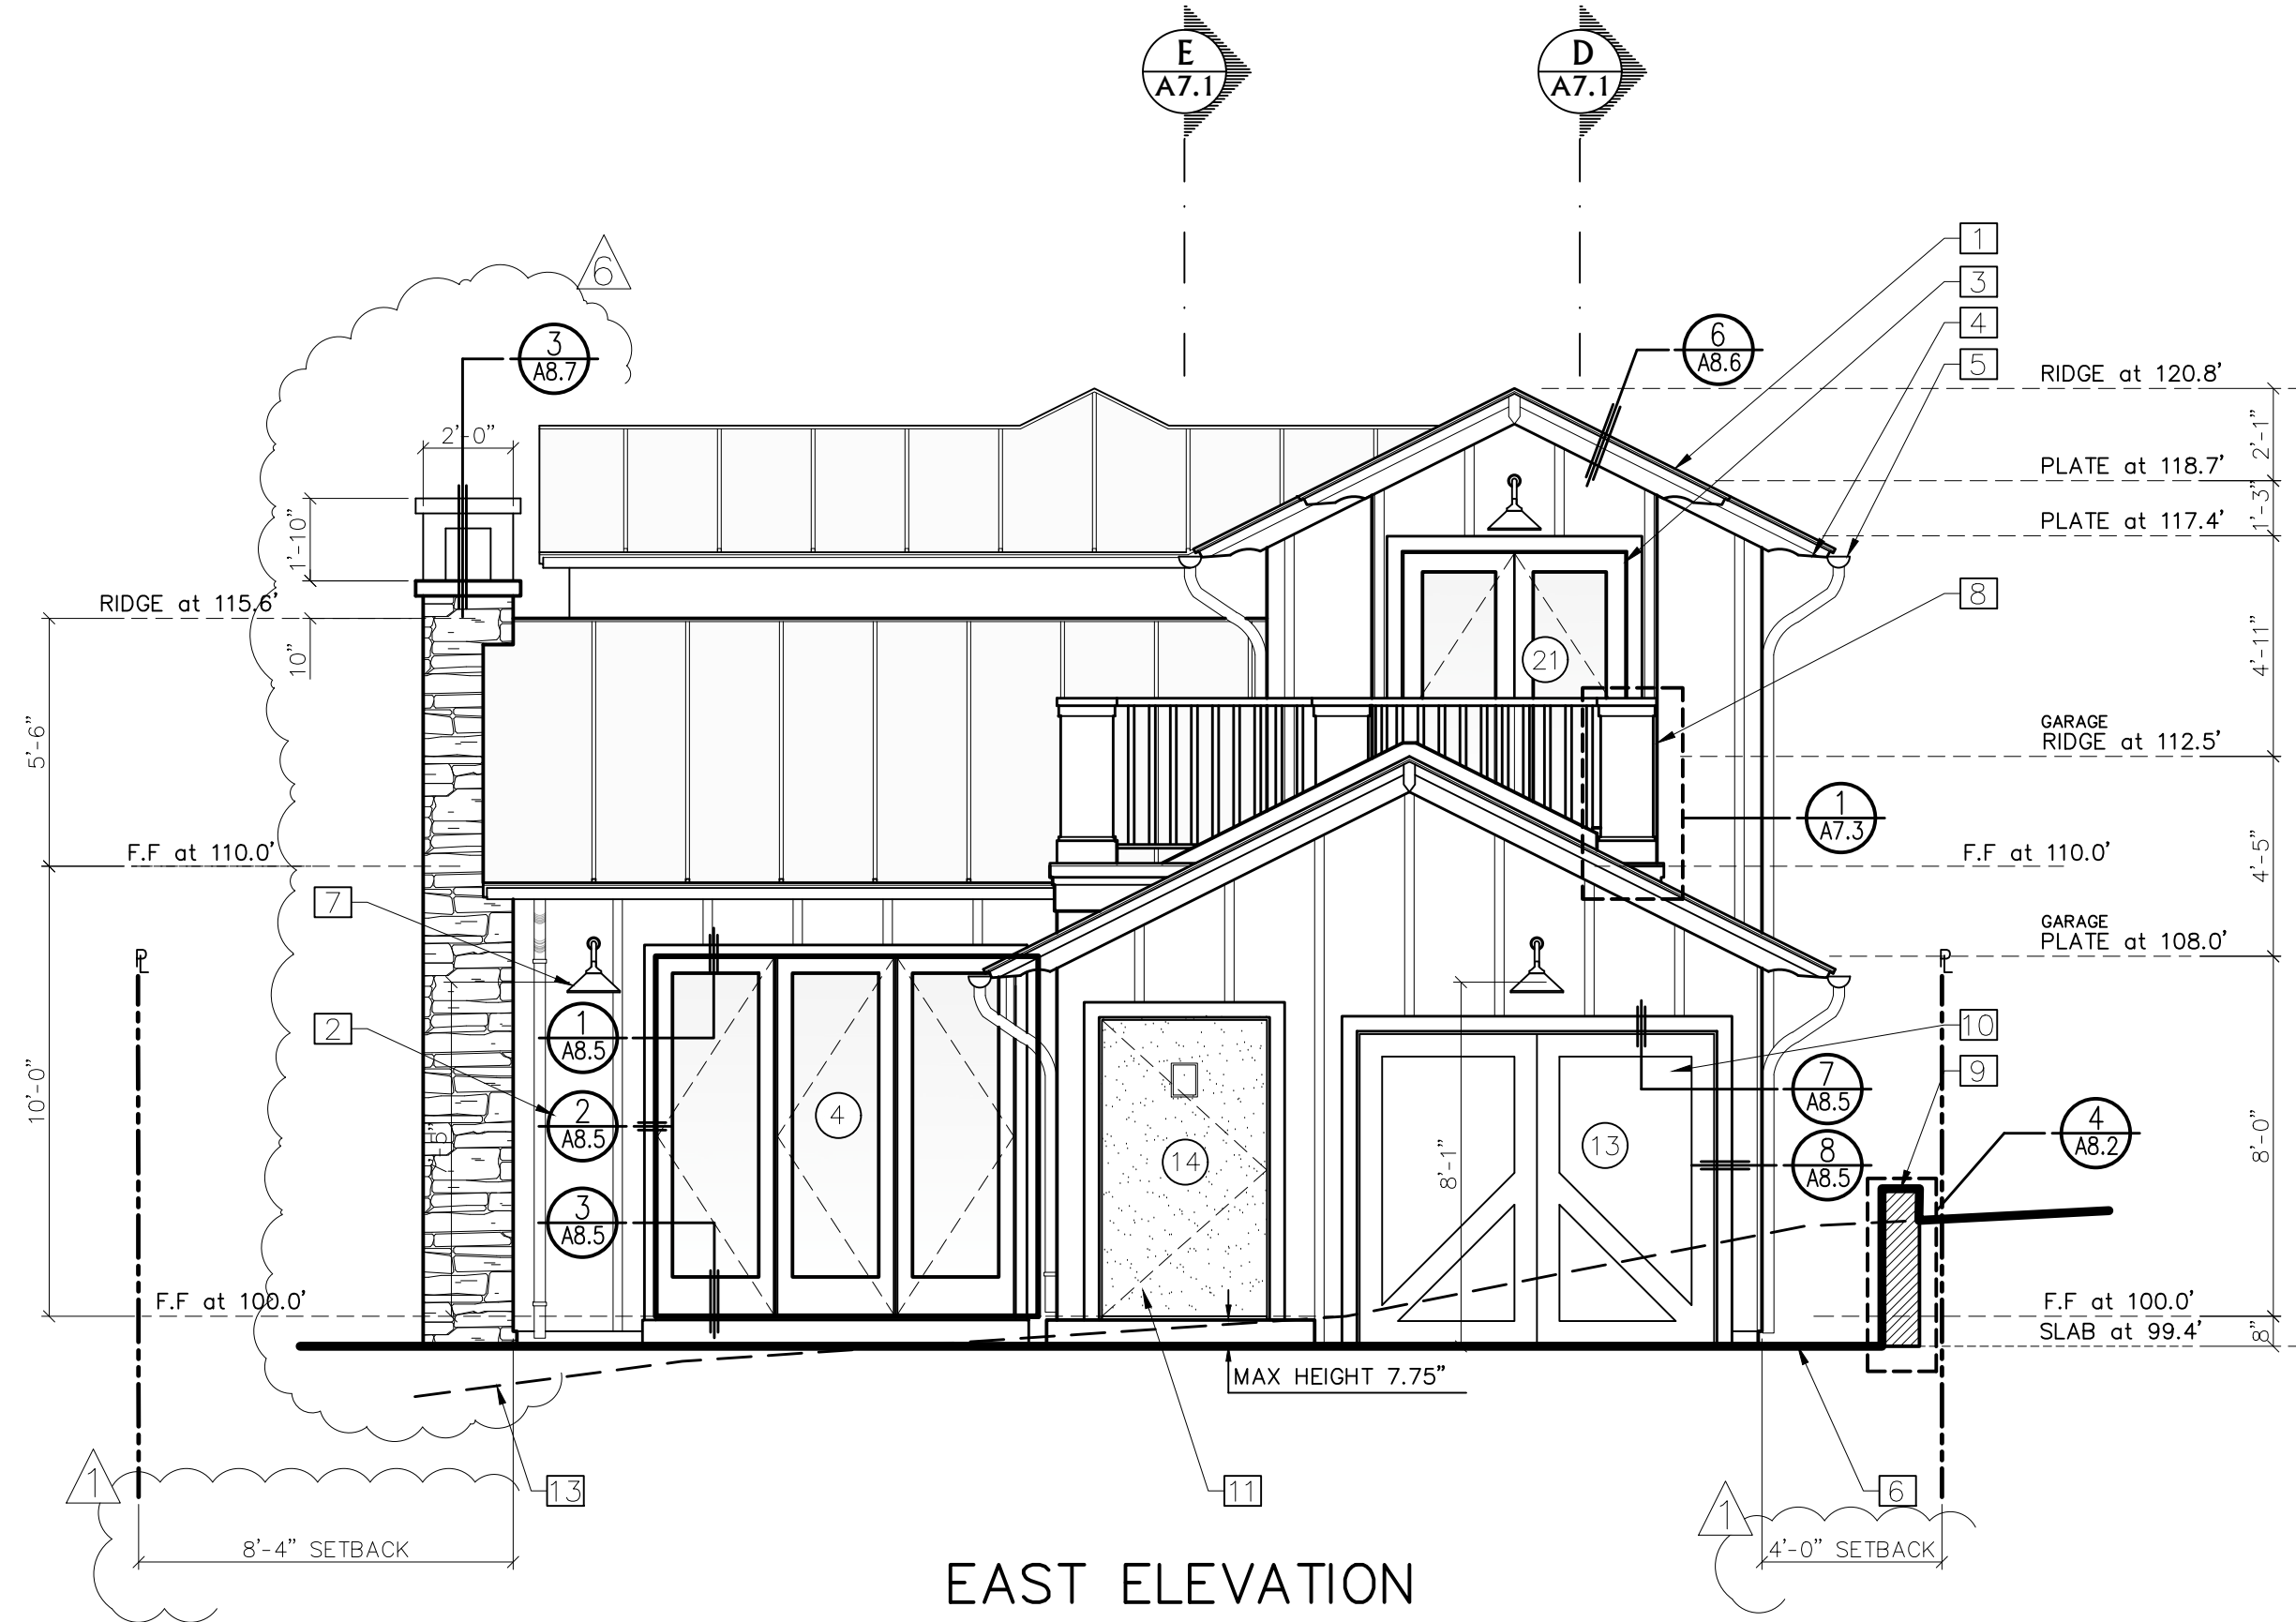 E
A7.1
D
A7.1
6
1
3
4
5
3
A8.7
6
A8.6
RIDGE at 120.8'
2'-1"
2'-0"
PLATE at 118.7'
1'-3"
1'-10"
PLATE at 117.4'
8
RIDGE at 115.6'
10"
21
4'-11"
5'-6"
GARAGE
RIDGE at 112.5'
1
A7.3
F.F at 110.0'
F.F at 110.0'
4'-5"
7
GARAGE
PLATE at 108.0'
PL
PL
2
1
A8.5
10
9
10'-0"
2
A8.5
4
14
8'-1"
13
7
A8.5
4
A8.2
8'-0"
3
A8.5
8
A8.5
F.F at 100.0'
F.F at 100.0'
SLAB at 99.4'
8"
MAX HEIGHT 7.75"
1
13
11
6
1
8'-4" SETBACK
4'-0" SETBACK
EAST ELEVATION